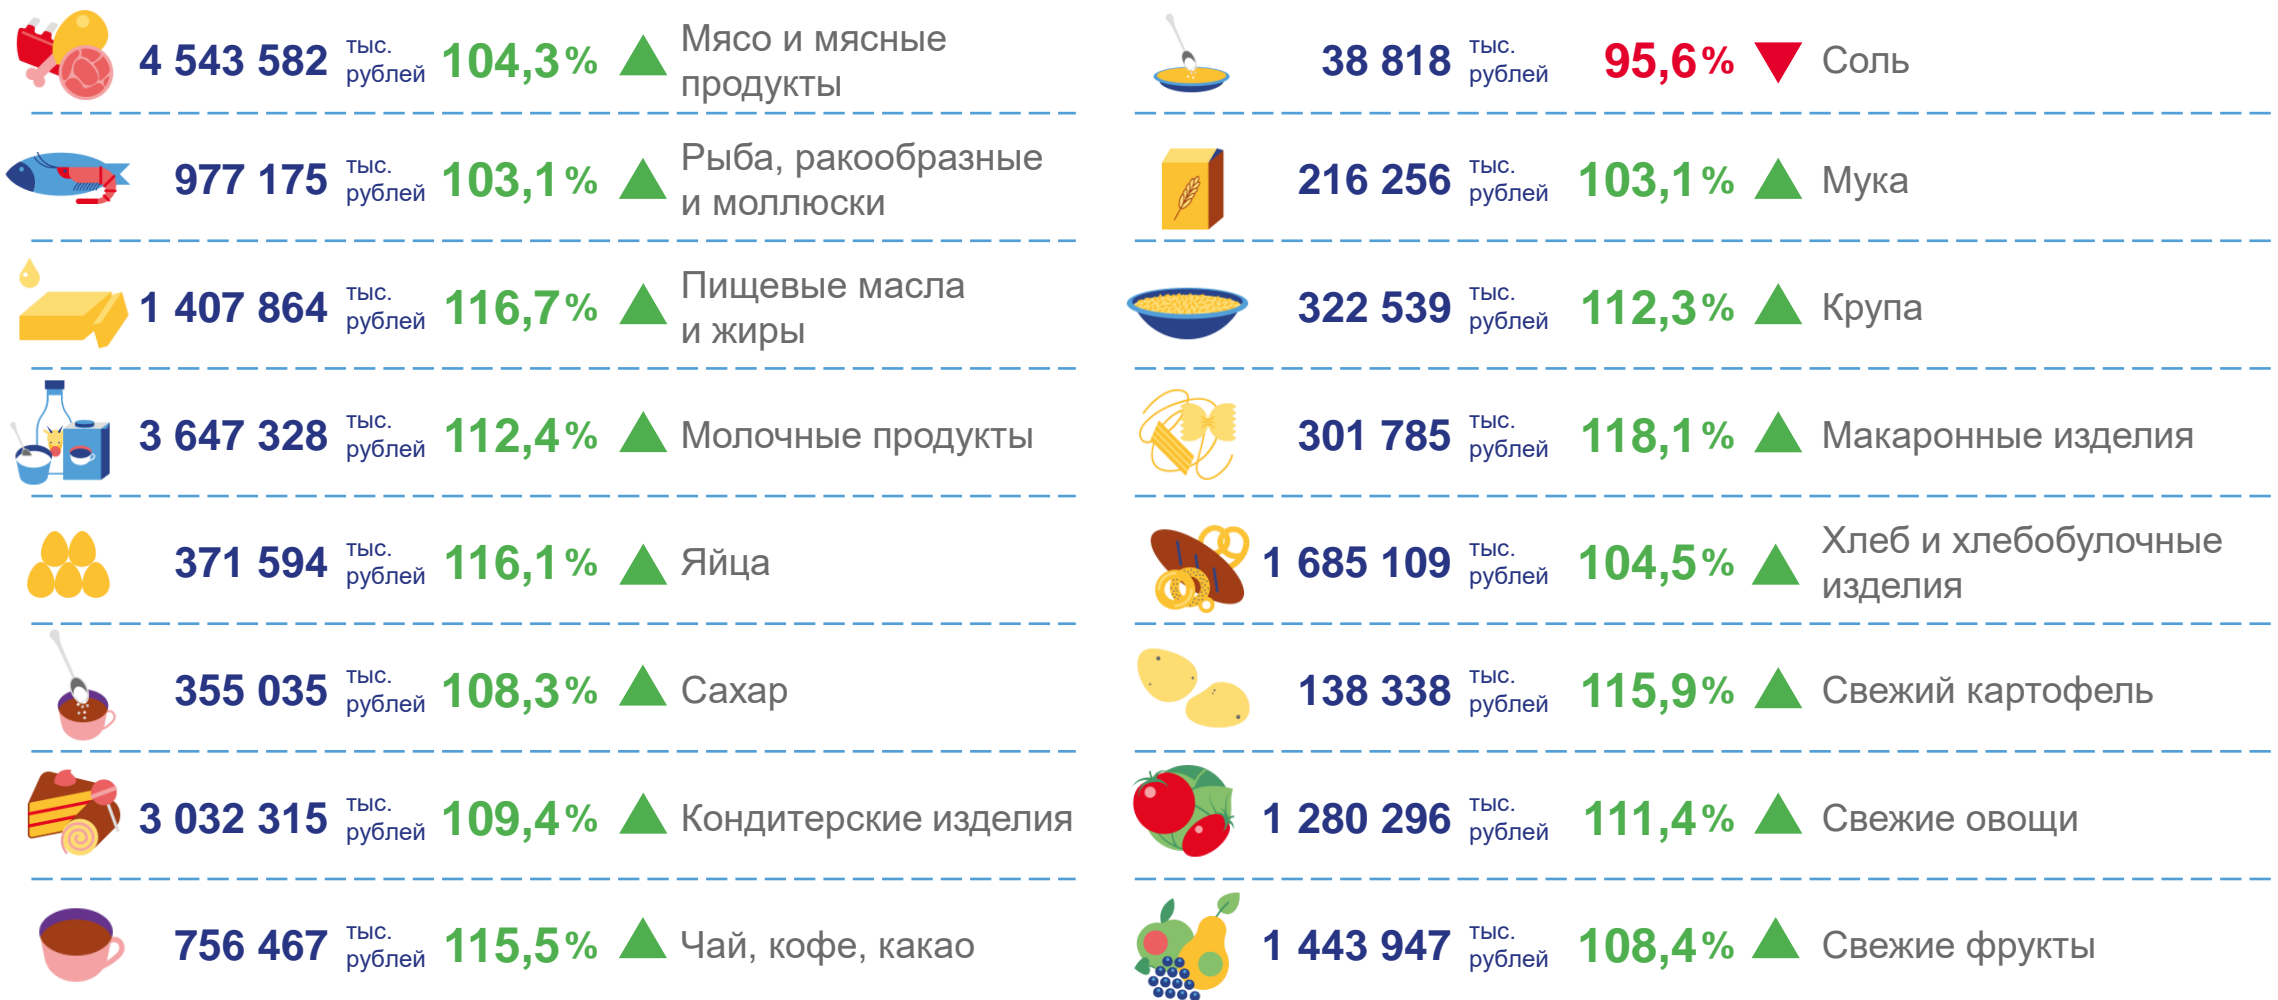 4 543 582 тыс. рублей 104,3% Мясо и мясные
продукты
977 175 тыс. рублей 103,1% Рыба, ракообразные
и моллюски
1 407 864 тыс. рублей 116,7% Пищевые масла
и жиры
3 647 328 тыс. рублей 112,4% Молочные продукты
371 594 тыс. рублей 116,1% Яйца
355 035 тыс. рублей 108,3% Сахар
3 032 315 тыс. рублей 109,4% Кондитерские изделия
756 467 тыс. рублей 115,5% Чай, кофе, какао
38 818 тыс. рублей 95,6% Соль
216 256 тыс. рублей 103,1% Мука
322 539 тыс. рублей 112,3% Крупа
301 785 тыс. рублей 118,1% Макаронные изделия
1 685 109 тыс. рублей 104,5% Хлеб и хлебобулочные
изделия
138 338 тыс. рублей 115,9% Свежий картофель
1 280 296 тыс. рублей 111,4% Свежие овощи
1 443 947 тыс. рублей 108,4% Свежие фрукты